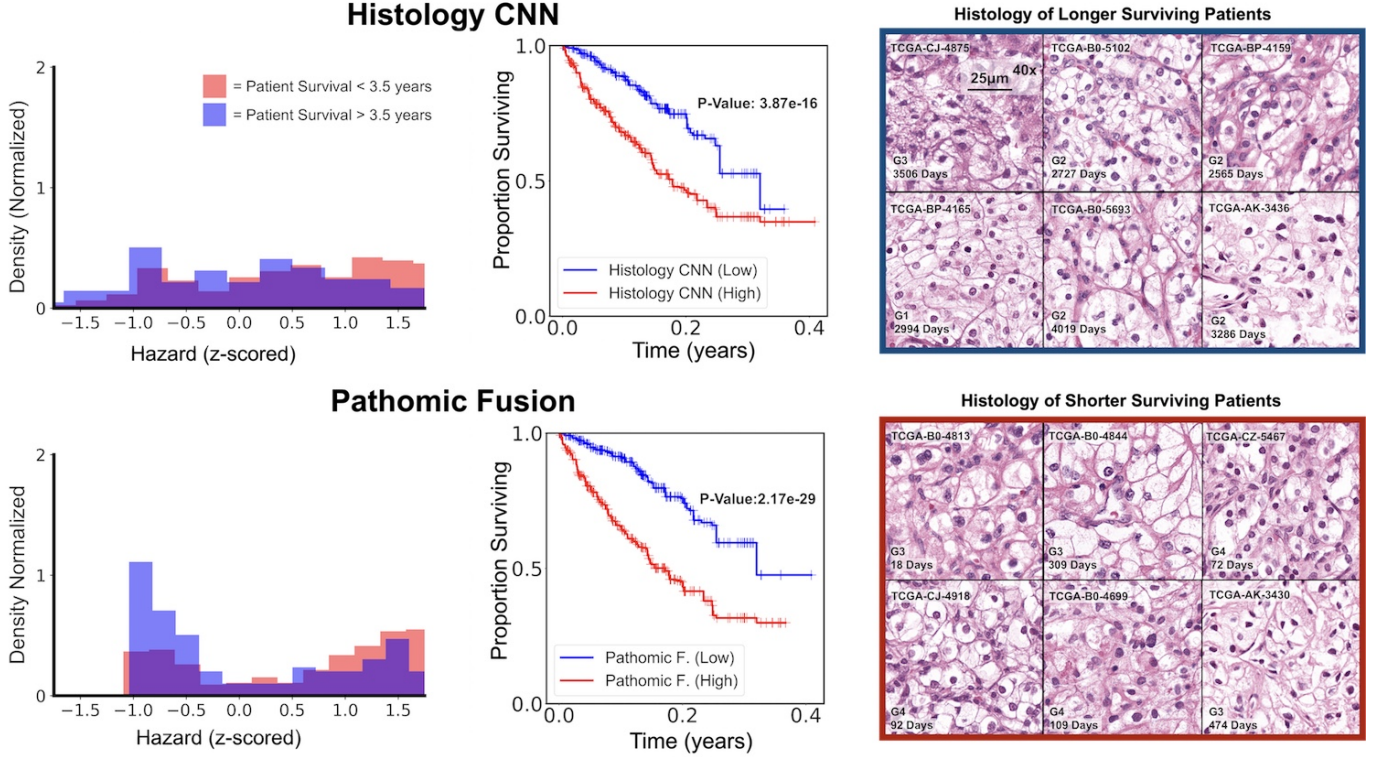 Histology CNN
Density (Normalized)
2
1
0
= Patient Survival < 3.5 years
= Patient Survival > 3.5 years
−1.5 −1.0 −0.5 0.0 0.5 1.0 1.5
Hazard (z-scored)
Proportion Surviving
1.0
0.5
0.0
P-Value: 3.87e-16
Histology CNN (Low)
Histology CNN (High)
0.0 0.2 0.4
Time (years)
Histology of Longer Surviving Patients
TCGA-CJ-4875
25µm
40x
G3
3506 Days
TCGA-B0-5102
G2
2727 Days
TCGA-BP-4159
G2
2565 Days
TCGA-BP-4165
G1
2994 Days
TCGA-B0-5693
G2
4019 Days
TCGA-AK-3436
G2
3286 Days
Pathomic Fusion
Density Normalized
2
1
0
−1.5 −1.0 −0.5 0.0 0.5 1.0 1.5
Hazard (z-scored)
Proportion Surviving
1.0
0.5
0.0
P-Value:2.17e-29
Pathomic F. (Low)
Pathomic F. (High)
0.0 0.2 0.4
Time (years)
Histology of Shorter Surviving Patients
TCGA-B0-4813
G3
18 Days
TCGA-B0-4844
G3
309 Days
TCGA-CZ-5467
G4
72 Days
TCGA-CJ-4918
G4
92 Days
TCGA-B0-4699
G4
109 Days
TCGA-AK-3430
G3
474 Days